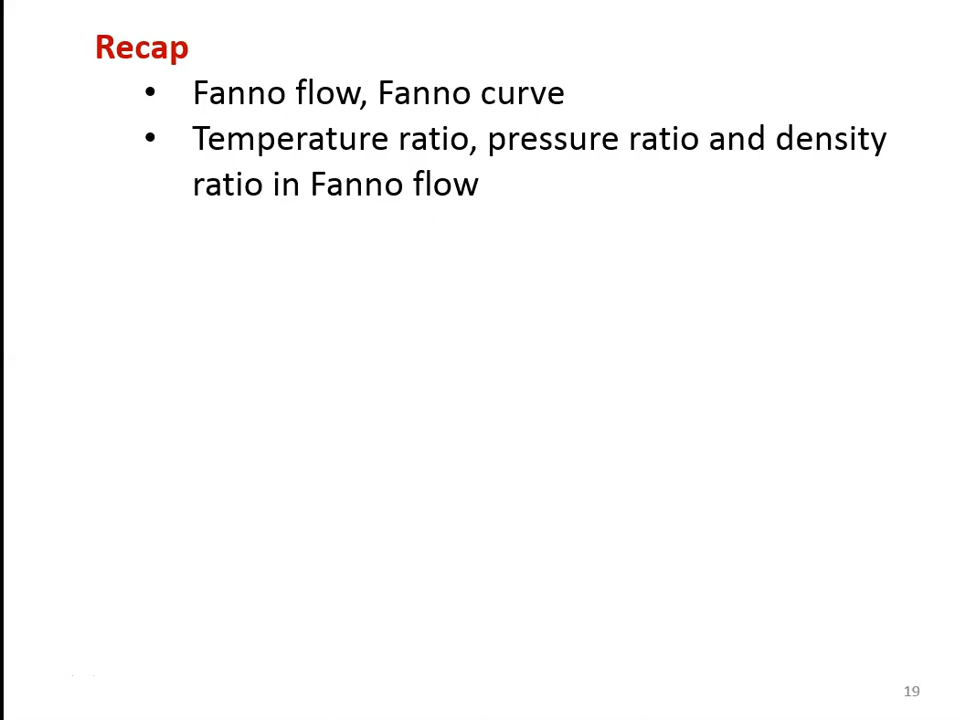 Recap
• Fanno flow, Fanno curve
• Temperature ratio, pressure ratio and density
ratio in Fanno flow
19